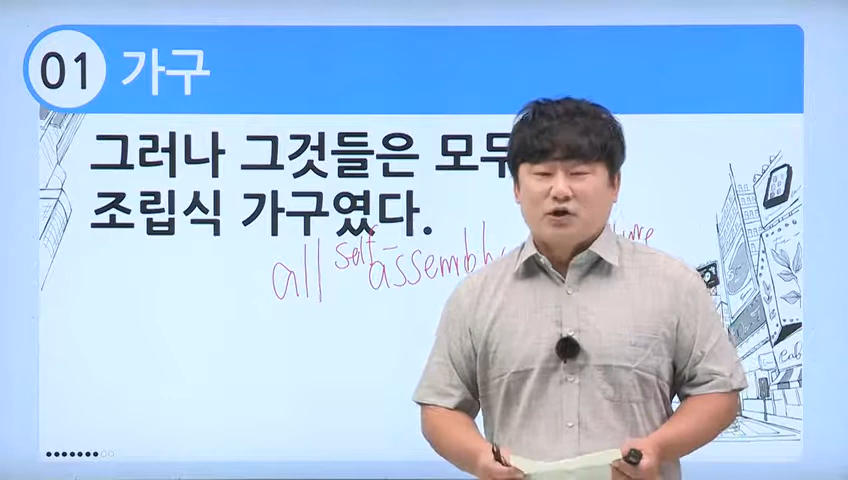 01 가구
그러나 그것들은 모두
조립식 가구였다.
all self-assembly